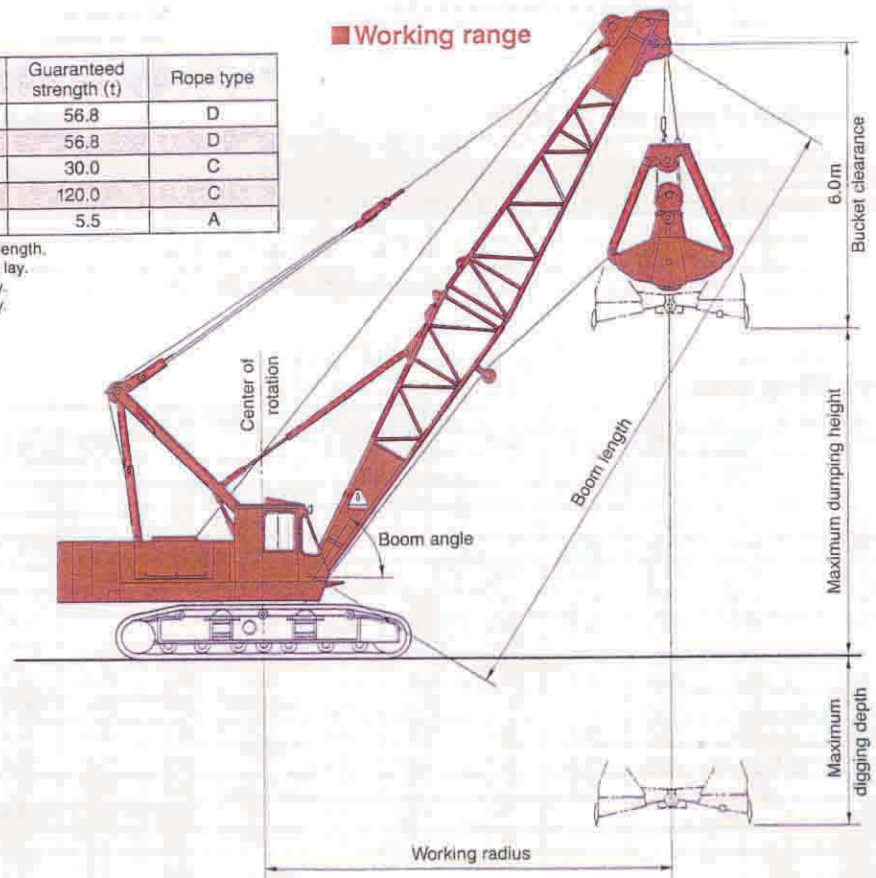 ■Working range
Guaranteed strength (t) Rope type
56.8 D
56.8 D
30.0 C
120.0 C
5.5 A
lay.
6.0m
Bucket clearance
Center of
rotation
Boom length
Maximum dumping height
Boom angle
Maximum
digging depth
Working radius